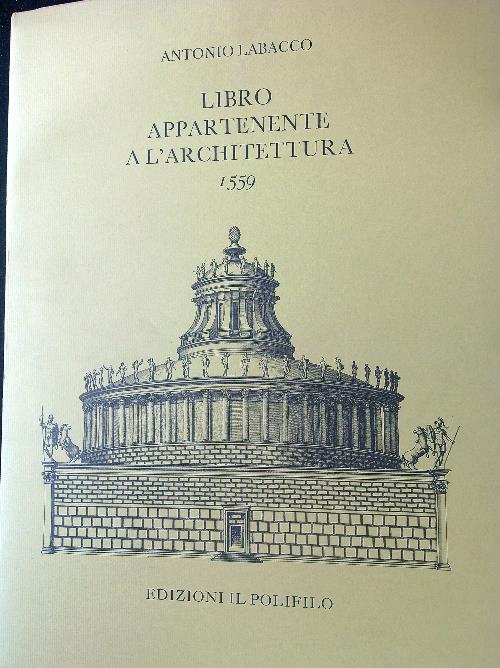 ANTONIO LABACCO
LIBRO
APPARTENENTE
A L'ARCHITETTURA
1559
EDIZIONI IL POLIFILO